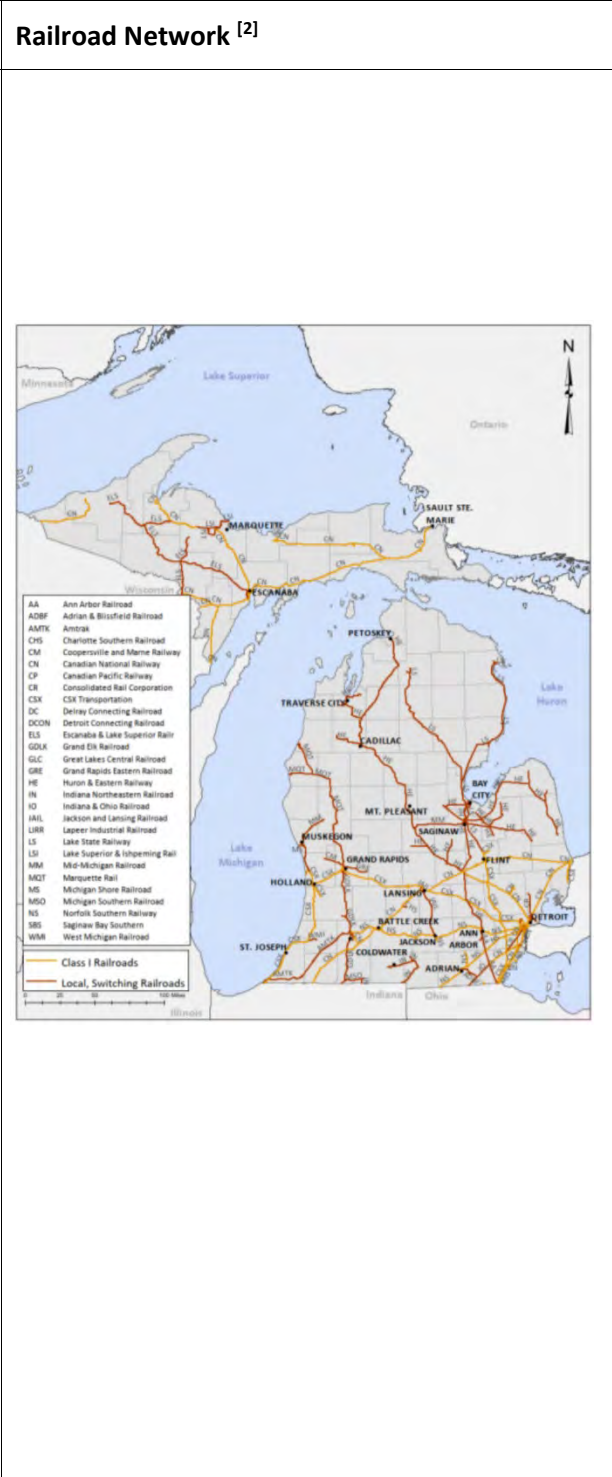 Railroad Network [2]
N
Minnesota
Lake Superior
Ontario
SAULT STE.
MARIE
MARQUETTE
Wisconsin
ESCANABA
AA Ann Arbor Railroad
ADBF Adrian & Blissfield Railroad
AMTK Amtrak
CHS Charlotte Southern Railroad
CM Coopersville and Marne Railway
CN Canadian National Railway
CP Canadian Pacific Railway
CR Consolidated Rail Corporation
CSX CSX Transportation
DC Delray Connecting Railroad
DCON Detroit Connecting Railroad
ELS Escanaba & Lake Superior Railr
GDLK Grand Elk Railroad
GLC Great Lakes Central Railroad
GRE Grand Rapids Eastern Railroad
HE Huron & Eastern Railway
IN Indiana Northeastern Railroad
IO Indiana & Ohio Railroad
JAIL Jackson and Lansing Railroad
LIRR Lapeer Industrial Railroad
LS Lake State Railway
LSI Lake Superior & Ishpeming Rail
MM Mid-Michigan Railroad
MQT Marquette Rail
MS Michigan Shore Railroad
MSO Michigan Southern Railroad
NS Norfolk Southern Railway
SBS Saginaw Bay Southern
WMI West Michigan Railroad
Class I Railroads
Local, Switching Railroads
0 25 50 100 Miles
PETOSKEY
Lake
Huron
TRAVERSE CITY
CADILLAC
BAY
CITY
MT. PLEASANT
SAGINAW
MUSKEGON
Lake
Michigan
GRAND RAPIDS
FLINT
HOLLAND
LANSING
BATTLE CREEK
DETROIT
JACKSON
ANN
ARBOR
ST. JOSEPH
COLDWATER
ADRIAN
Indiana
Ohio
Illinois